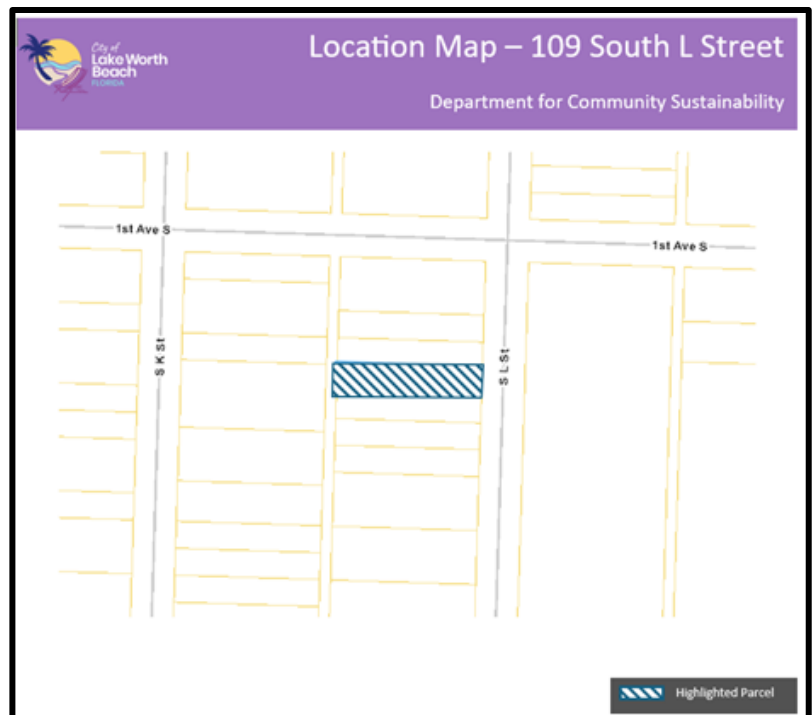 City of
Lake Worth
Beach
FLORIDA
Location Map – 109 South L Street
Department for Community Sustainability
1st Ave S
1st Ave S
S K St
S L St
Highlighted Parcel